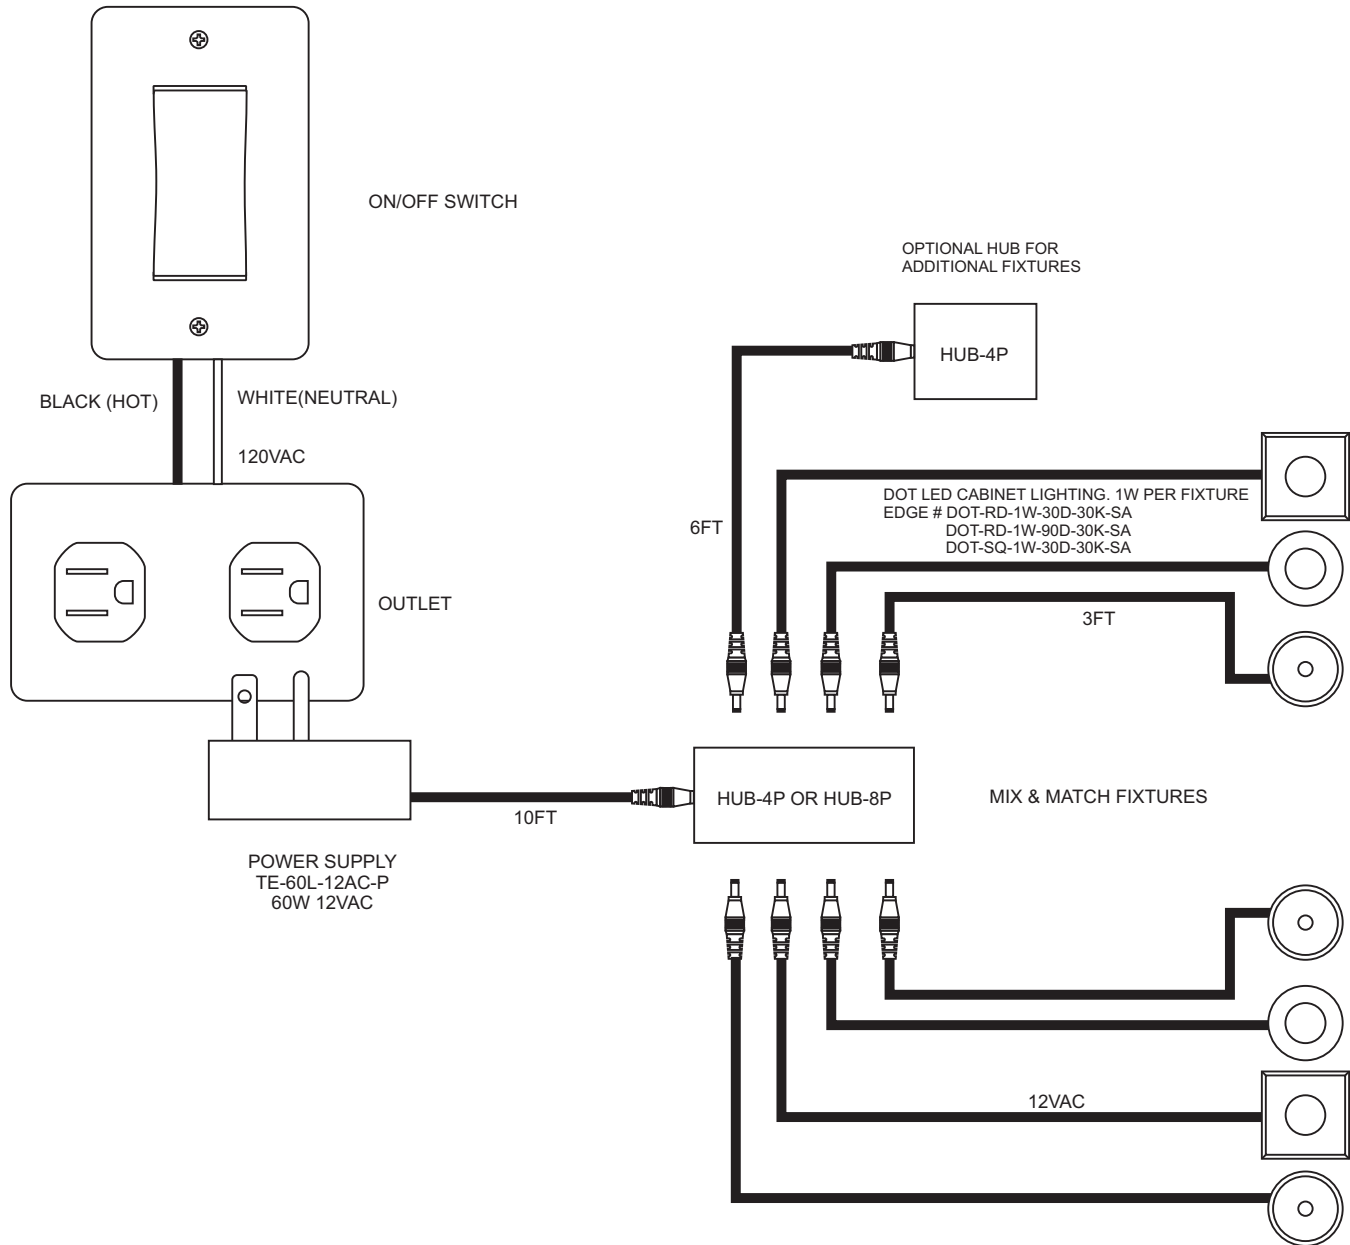 ON/OFF SWITCH
OPTIONAL HUB FOR
ADDITIONAL FIXTURES
HUB-4P
BLACK (HOT)
WHITE(NEUTRAL)
120VAC
DOT LED CABINET LIGHTING. 1W PER FIXTURE
EDGE # DOT-RD-1W-30D-30K-SA
DOT-RD-1W-90D-30K-SA
DOT-SQ-1W-30D-30K-SA
6FT
OUTLET
3FT
HUB-4P OR HUB-8P
MIX & MATCH FIXTURES
10FT
POWER SUPPLY
TE-60L-12AC-P
60W 12VAC
12VAC